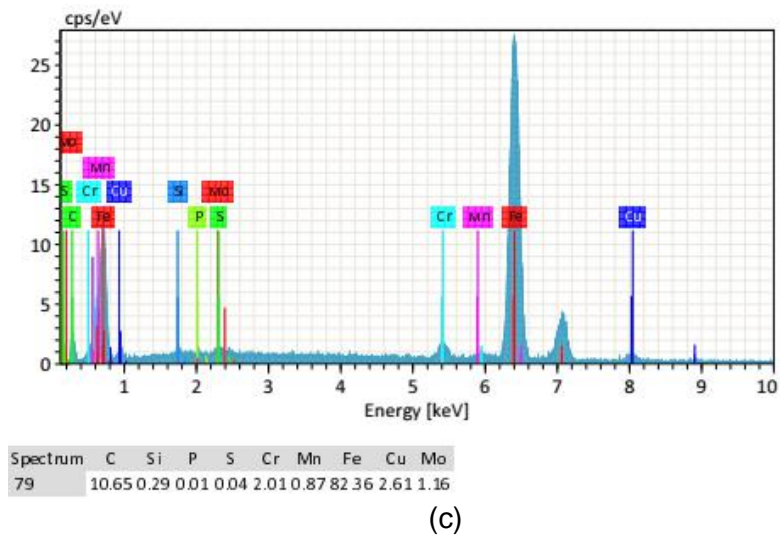 cps/eV
25
20
15
10
5
0
Mo
Mn
S Cr Cu Si Mo
C Fe P S Cr Mn Fe Cu
1 2 3 4 5 6 7 8 9 10
Energy [keV]
Spectrum C Si P S Cr Mn Fe Cu Mo
79 10.65 0.29 0.01 0.04 2.01 0.87 82.36 2.61 1.16
(c)